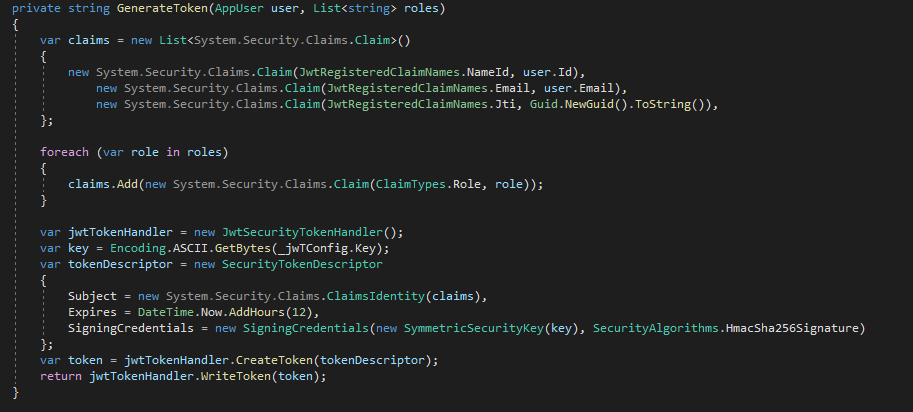 private string GenerateToken(AppUser user, List<string> roles)
{
    var claims = new List<System.Security.Claims.Claim>()
    {
        new System.Security.Claims.Claim(JwtRegisteredClaimNames.NameId, user.Id),
            new System.Security.Claims.Claim(JwtRegisteredClaimNames.Email, user.Email),
            new System.Security.Claims.Claim(JwtRegisteredClaimNames.Jti, Guid.NewGuid().ToString()),
    };

    foreach (var role in roles)
    {
        claims.Add(new System.Security.Claims.Claim(ClaimTypes.Role, role));
    }

    var jwtTokenHandler = new JwtSecurityTokenHandler();
    var key = Encoding.ASCII.GetBytes(_jwTConfig.Key);
    var tokenDescriptor = new SecurityTokenDescriptor
    {
        Subject = new System.Security.Claims.ClaimsIdentity(claims),
        Expires = DateTime.Now.AddHours(12),
        SigningCredentials = new SigningCredentials(new SymmetricSecurityKey(key), SecurityAlgorithms.HmacSha256Signature)
    };
    var token = jwtTokenHandler.CreateToken(tokenDescriptor);
    return jwtTokenHandler.WriteToken(token);
}